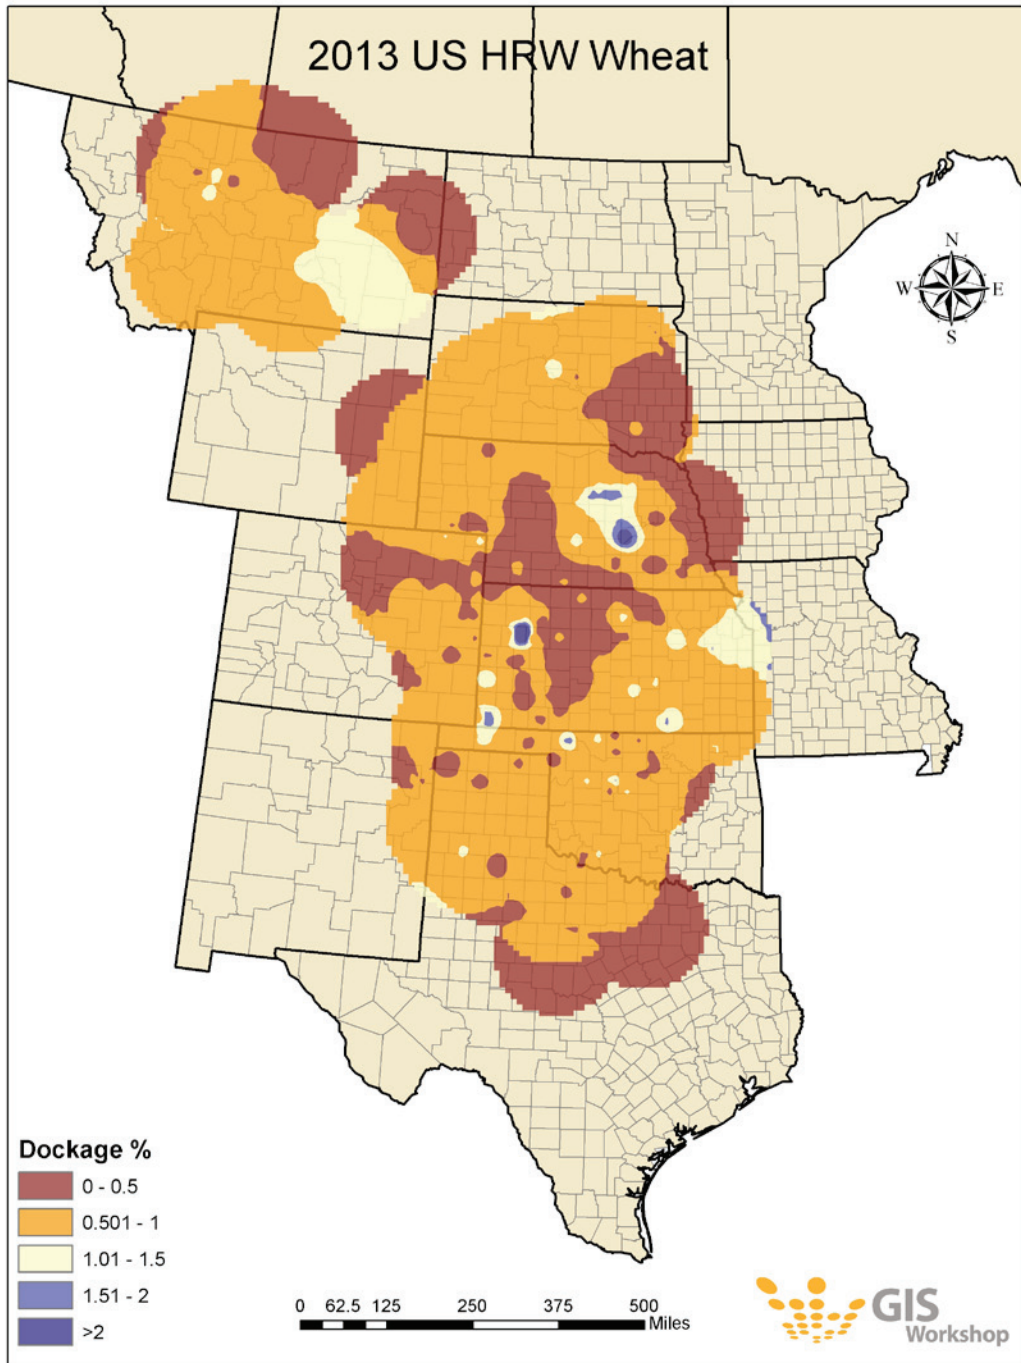 2013 US HRW Wheat
N
W E
S
Dockage %
0 - 0.5
0.501 - 1
1.01 - 1.5
1.51 - 2
>2
0 62.5 125 250 375 500
Miles
GIS
Workshop